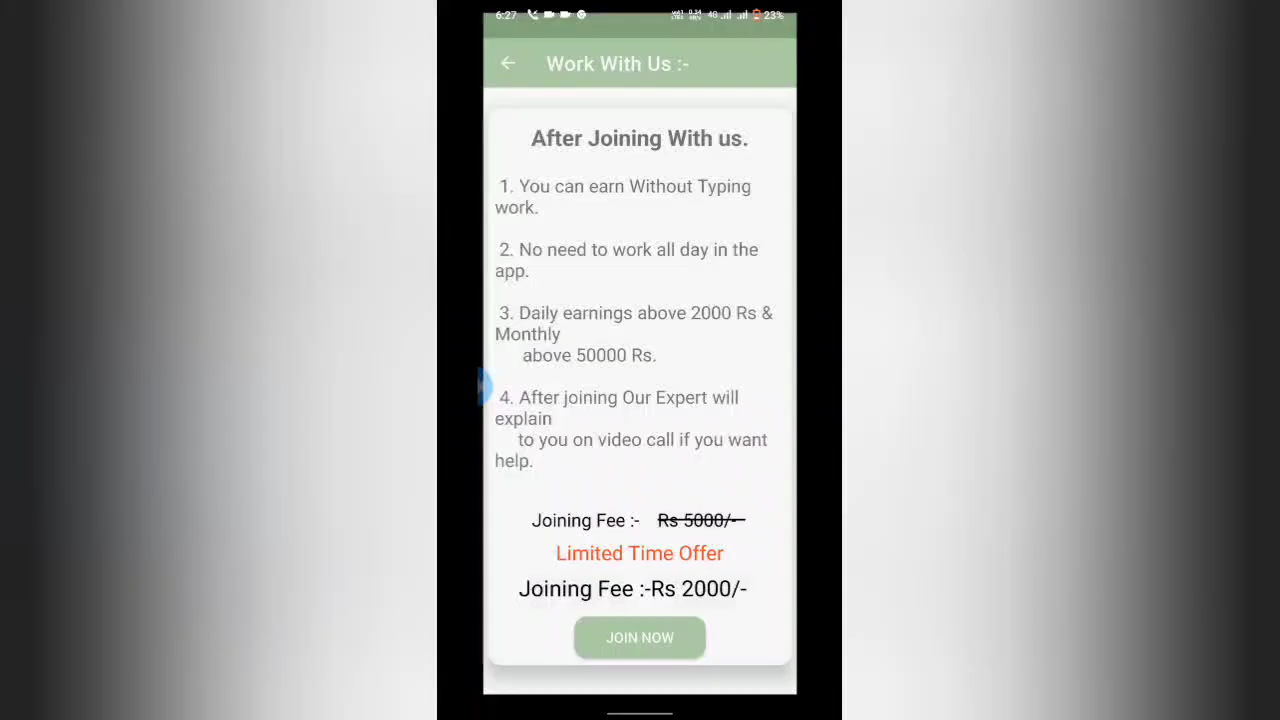 6:27 4G 23%
Work With Us :-
After Joining With us.
1. You can earn Without Typing
work.
2. No need to work all day in the
app.
3. Daily earnings above 2000 Rs &
Monthly
above 50000 Rs.
4. After joining Our Expert will
explain
to you on video call if you want
help.
Joining Fee :- Rs 5000/-
Limited Time Offer
Joining Fee :-Rs 2000/-
JOIN NOW